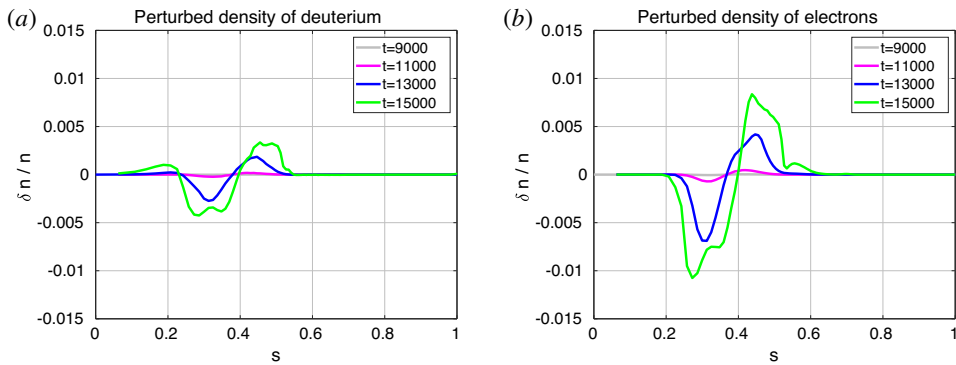 (a)
Perturbed density of deuterium
0.015
0.01
0.005
0
-0.005
-0.01
-0.015
δ n / n
0 0.2 0.4 0.6 0.8 1
s
t=9000
t=11000
t=13000
t=15000
(b)
Perturbed density of electrons
0.015
0.01
0.005
0
-0.005
-0.01
-0.015
δ n / n
0 0.2 0.4 0.6 0.8 1
s
t=9000
t=11000
t=13000
t=15000